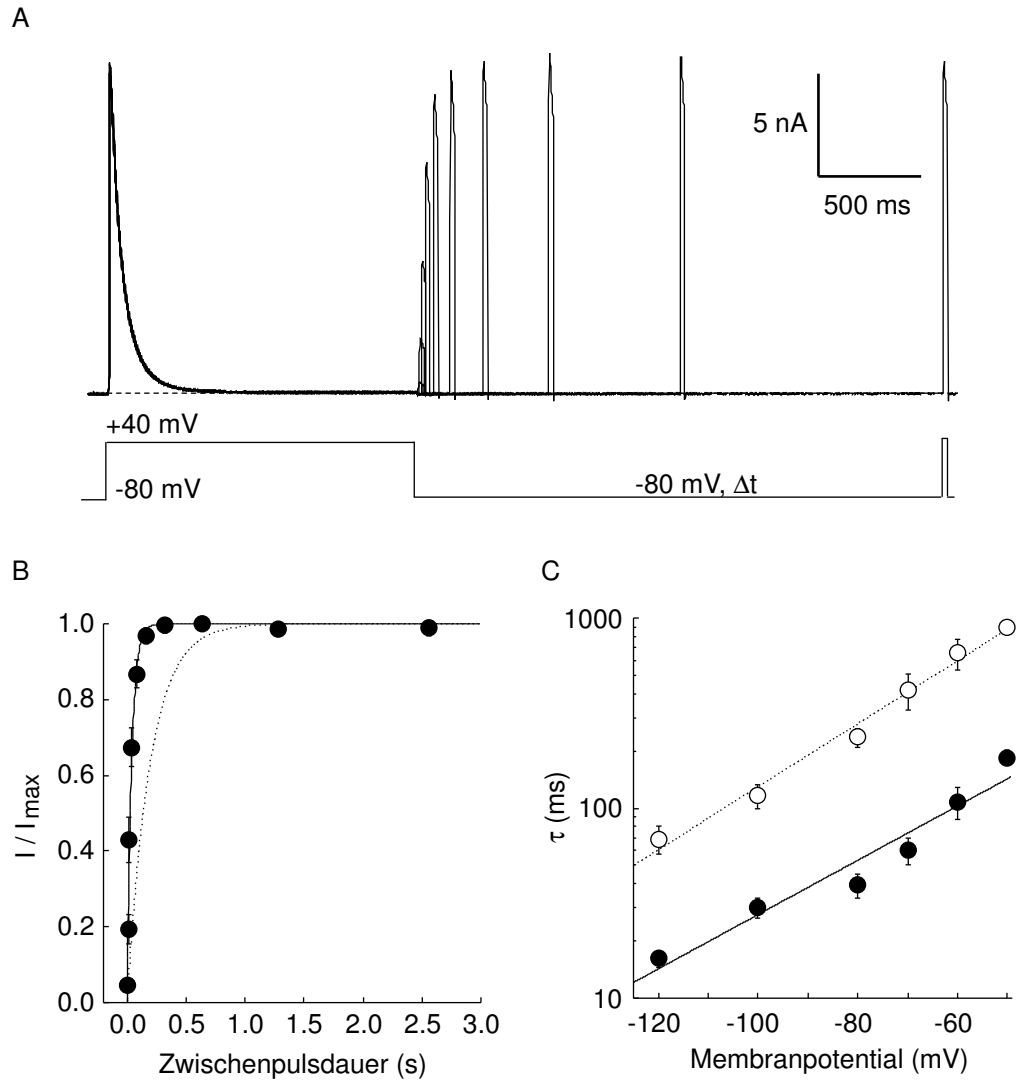 A
5 nA
500 ms
+40 mV
-80 mV
-80 mV, Δt
B
1.0
0.8
0.6
0.4
0.2
0.0
I / Imax
0.0 0.5 1.0 1.5 2.0 2.5 3.0
Zwischenpulsdauer (s)
C
1000
100
10
τ (ms)
-120 -100 -80 -60
Membranpotential (mV)